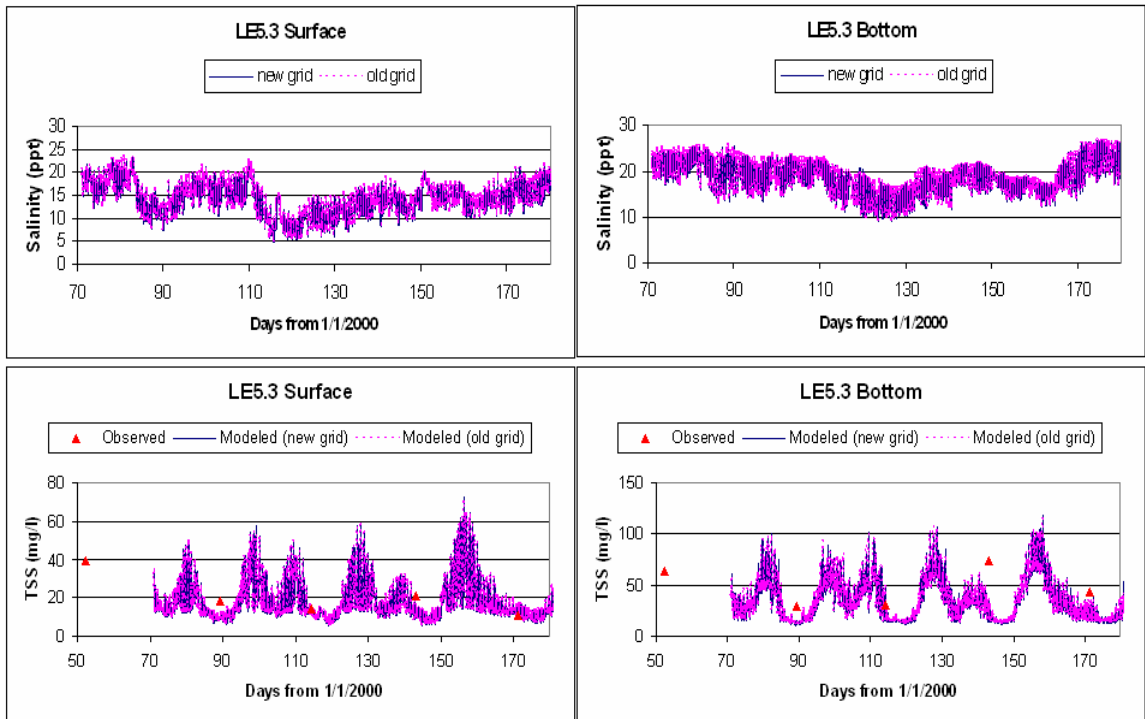 LE5.3 Surface
new grid old grid
30
25
20
15
10
5
0
Salinity (ppt)
70 90 110 130 150 170
Days from 1/1/2000
LE5.3 Bottom
new grid old grid
30
20
10
0
Salinity (ppt)
70 90 110 130 150 170
Days from 1/1/2000
LE5.3 Surface
Observed Modeled (new grid) Modeled (old grid)
80
60
40
20
0
TSS (mg/l)
50 70 90 110 130 150 170
Days from 1/1/2000
LE5.3 Bottom
Observed Modeled (new grid) Modeled (old grid)
150
100
50
0
TSS (mg/l)
50 70 90 110 130 150 170
Days from 1/1/2000